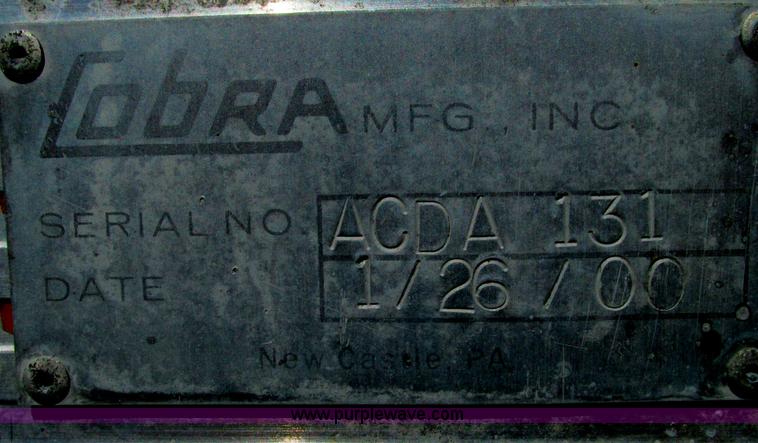 CobRA MFG., INC.
SERIAL NO. ACDA 131
DATE 1/26/00
New Castle, PA
www.purplewave.com